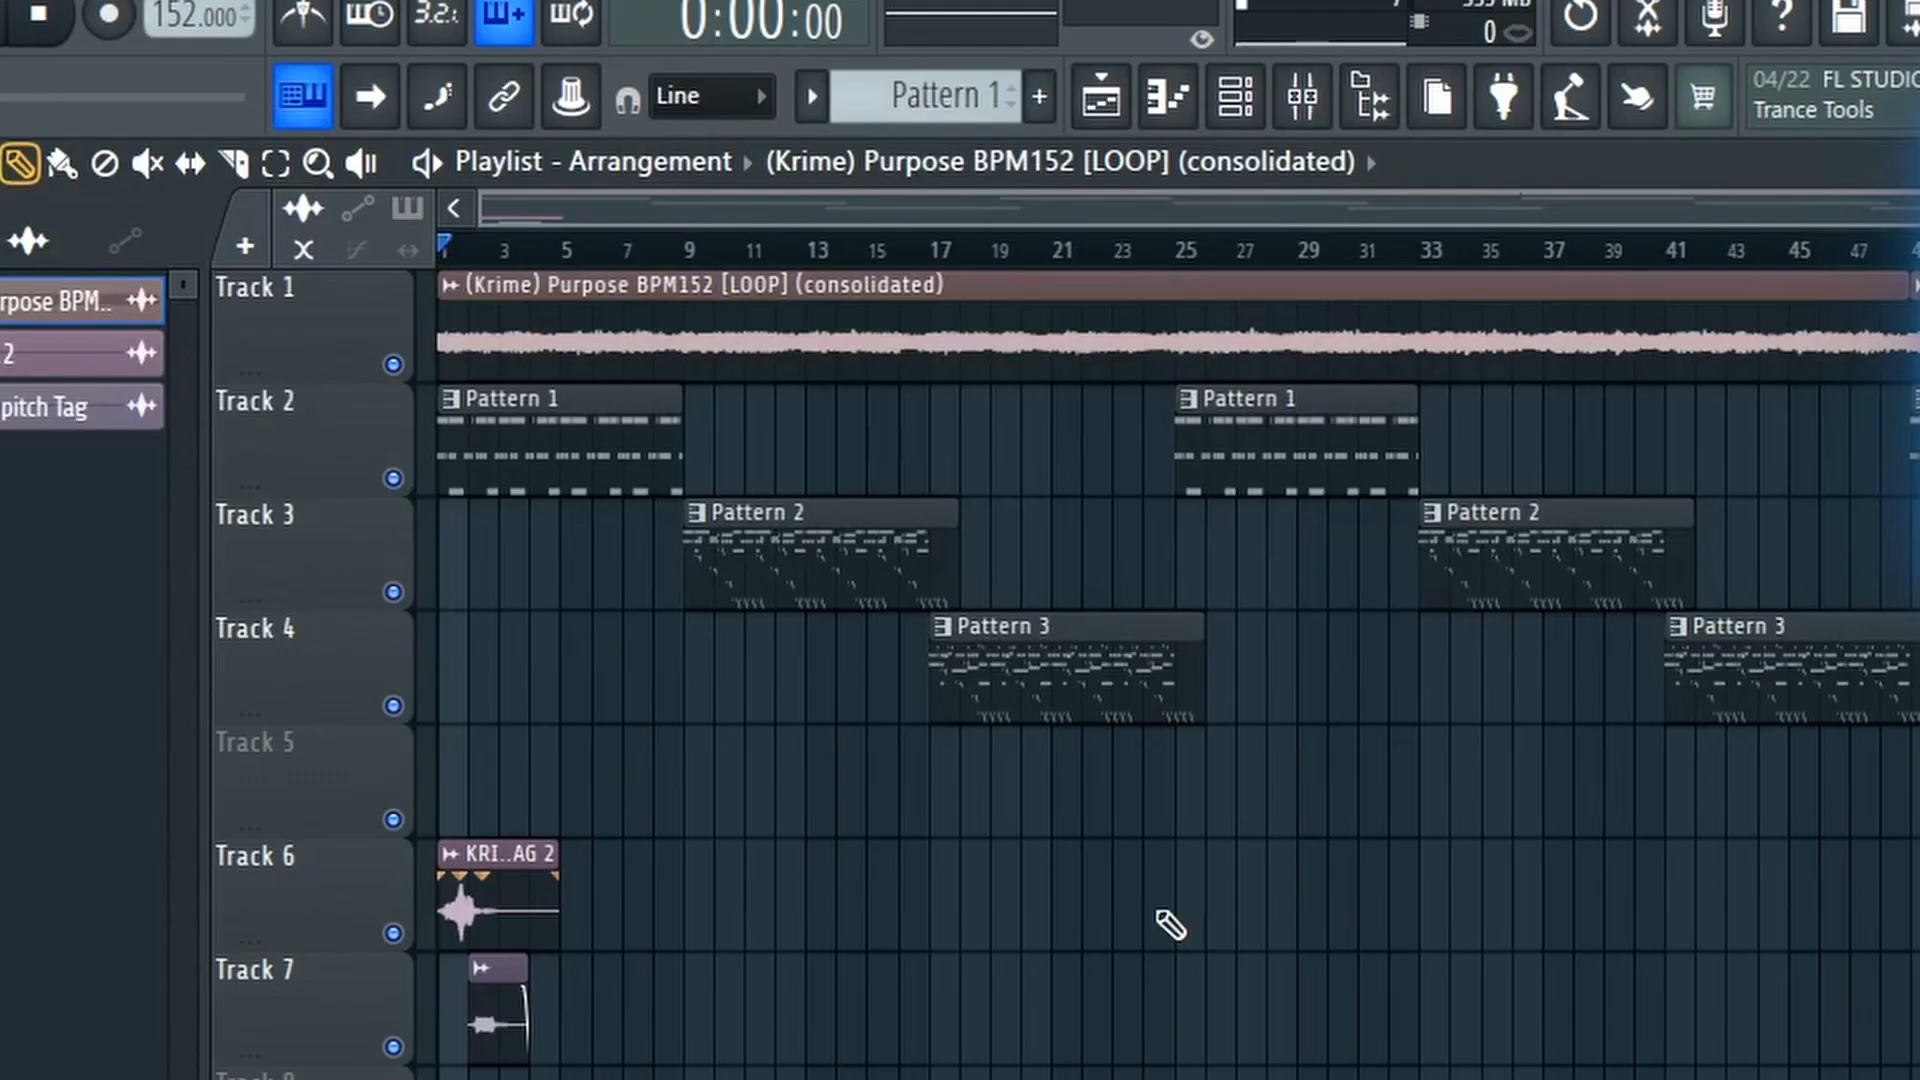 152.000
3.2.
0:00:00
0
Line
Pattern 1
+
04/22 FL STUDIO
Trance Tools
Playlist - Arrangement
(Krime) Purpose BPM152 [LOOP] (consolidated)
1 3 5 7 9 11 13 15 17 19 21 23 25 27 29 31 33 35 37 39 41 43 45 47
rpose BPM..
2
pitch Tag
Track 1
(Krime) Purpose BPM152 [LOOP] (consolidated)
Track 2
Pattern 1
Pattern 1
Track 3
Pattern 2
Pattern 2
Track 4
Pattern 3
Pattern 3
Track 5
Track 6
KRI..AG 2
Track 7